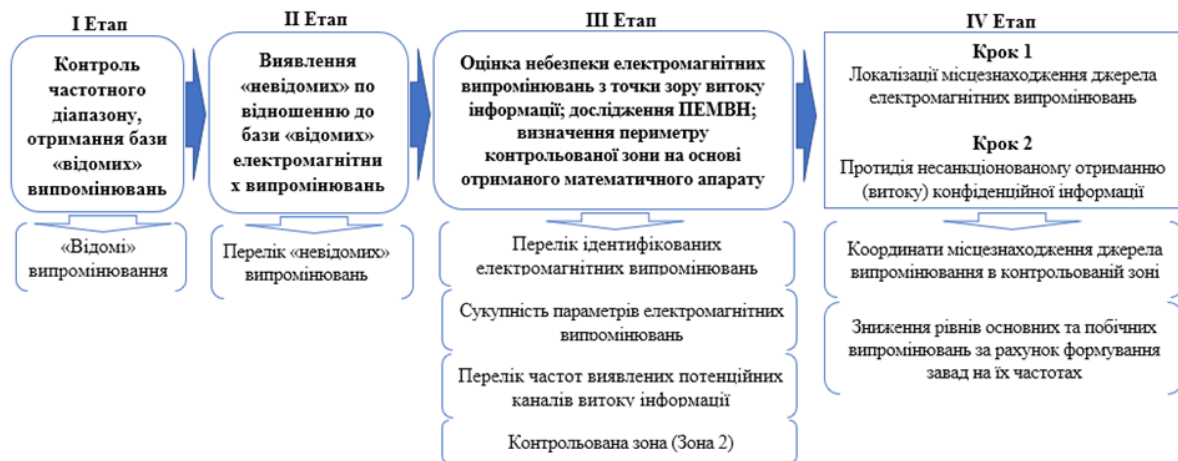 I Етап
Контроль
частотного
діапазону,
отримання бази
«відомих»
випромінювань
«Відомі»
випромінювання
II Етап
Виявлення
«невідомих» по
відношенню до
бази «відомих»
електромагнітни
х випромінювань
Перелік «невідомих»
випромінювань
III Етап
Оцінка небезпеки електромагнітних
випромінювань з точки зору витоку
інформації; дослідження ПЕМВН;
визначення периметру
контрольованої зони на основі
отриманого математичного апарату
Перелік ідентифікованих
електромагнітних випромінювань
Сукупність параметрів електромагнітних
випромінювань
Перелік частот виявлених потенційних
каналів витоку інформації
Контрольована зона (Зона 2)
IV Етап
Крок 1
Локалізації місцезнаходження джерела
електромагнітних випромінювань
Крок 2
Протидія несанкціонованому отриманню
(витоку) конфіденційної інформації
Координати місцезнаходження джерела
випромінювання в контрольованій зоні
Зниження рівнів основних та побічних
випромінювань за рахунок формування
завад на їх частотах